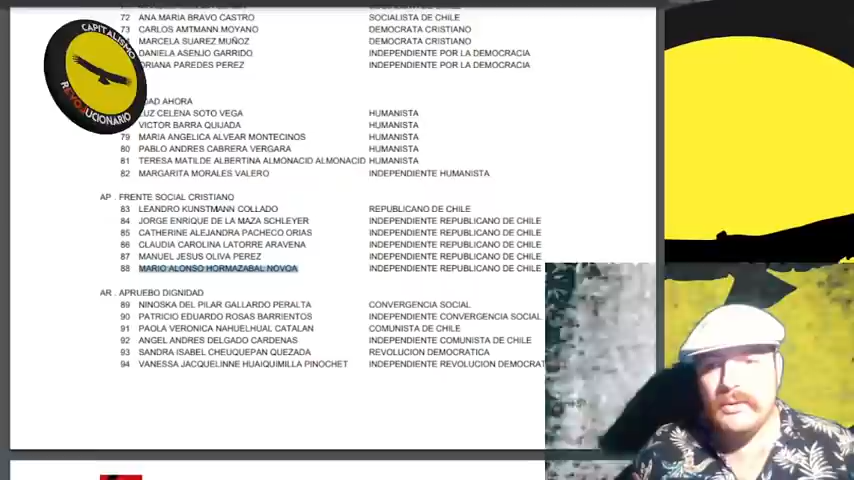 72 ANA MARIA BRAVO CASTRO SOCIALISTA DE CHILE
73 CARLOS AMTMANN MOYANO DEMOCRATA CRISTIANO
MARCELA SUAREZ MUÑOZ DEMOCRATA CRISTIANO
DANIELA ASENJO GARRIDO INDEPENDIENTE POR LA DEMOCRACIA
ORIANA PAREDES PEREZ INDEPENDIENTE POR LA DEMOCRACIA
CAPITALISMO
REVOLUCIONARIO
AHORA
LUZ CELENA SOTO VEGA HUMANISTA
VICTOR BARRA QUIJADA HUMANISTA
79 MARIA ANGELICA ALVEAR MONTECINOS HUMANISTA
80 PABLO ANDRES CABRERA VERGARA HUMANISTA
81 TERESA MATILDE ALBERTINA ALMONACID ALMONACID HUMANISTA
82 MARGARITA MORALES VALERO INDEPENDIENTE HUMANISTA
AP . FRENTE SOCIAL CRISTIANO
83 LEANDRO KUNSTMANN COLLADO REPUBLICANO DE CHILE
84 JORGE ENRIQUE DE LA MAZA SCHLEYER INDEPENDIENTE REPUBLICANO DE CHILE
85 CATHERINE ALEJANDRA PACHECO ORIAS INDEPENDIENTE REPUBLICANO DE CHILE
86 CLAUDIA CAROLINA LATORRE ARAVENA INDEPENDIENTE REPUBLICANO DE CHILE
87 MANUEL JESUS OLIVA PEREZ INDEPENDIENTE REPUBLICANO DE CHILE
88 MARIO ALONSO HORMAZABAL NOVOA INDEPENDIENTE REPUBLICANO DE CHILE
AR . APRUEBO DIGNIDAD
89 NINOSKA DEL PILAR GALLARDO PERALTA CONVERGENCIA SOCIAL
90 PATRICIO EDUARDO ROSAS BARRIENTOS INDEPENDIENTE CONVERGENCIA SOCIAL
91 PAOLA VERONICA NAHUELHUAL CATALAN COMUNISTA DE CHILE
92 ANGEL ANDRES DELGADO CARDENAS INDEPENDIENTE COMUNISTA DE CHILE
93 SANDRA ISABEL CHEUQUEPAN QUEZADA REVOLUCION DEMOCRATICA
94 VANESSA JACQUELINNE HUAIQUIMILLA PINOCHET INDEPENDIENTE REVOLUCION DEMOCRAT